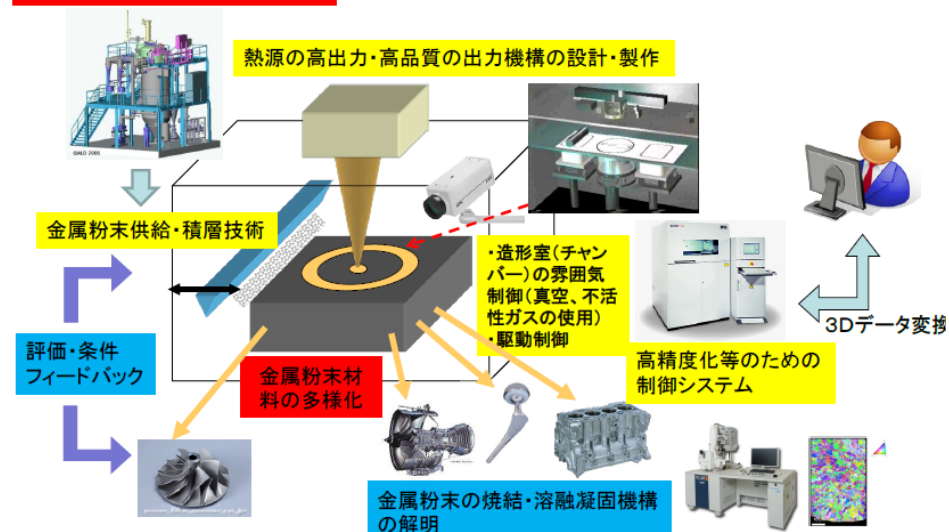 熱源の高出力・高品質の出力機構の設計・製作
GALD 2008
金属粉末供給・積層技術
・造形室(チャン
バー)の雰囲気
制御(真空、不活
性ガスの使用)
・駆動制御
3Dデータ変換
評価・条件
フィードバック
金属粉末材
料の多様化
高精度化等のための
制御システム
金属粉末の焼結・溶融凝固機構
の解明